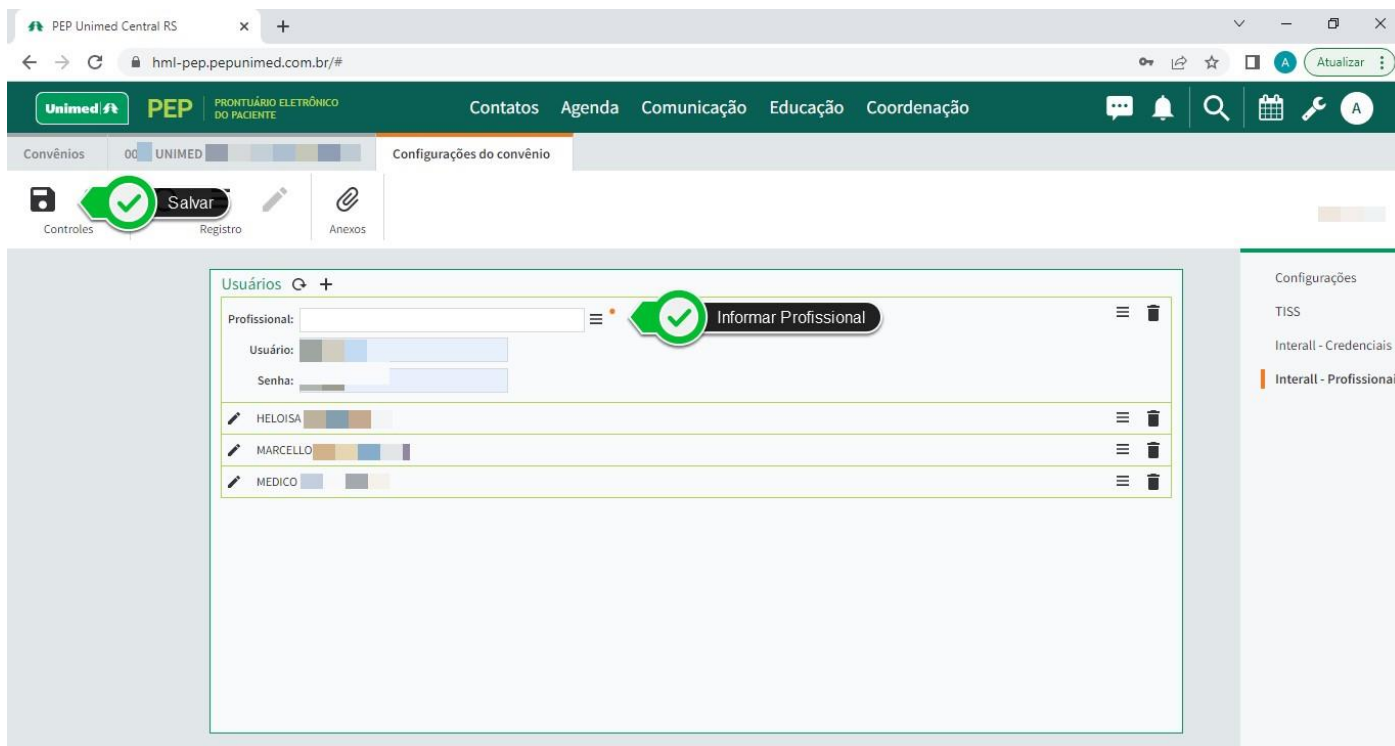 PEP Unimed Central RS
hml-pep.pepunimed.com.br/#
A
Atualizar
Unimed
PEP
PRONTUÁRIO ELETRÔNICO
DO PACIENTE
Contatos Agenda Comunicação Educação Coordenação
A
Convênios
UNIMED
Configurações do convênio
Salvar
Controles
Registro
Anexos
Usuários
Profissional:
Informar Profissional
Usuário:
Senha:
HELOISA
MARCELLO
MEDICO
Configurações
TISS
Interall - Credenciais
Interall - Profissionai